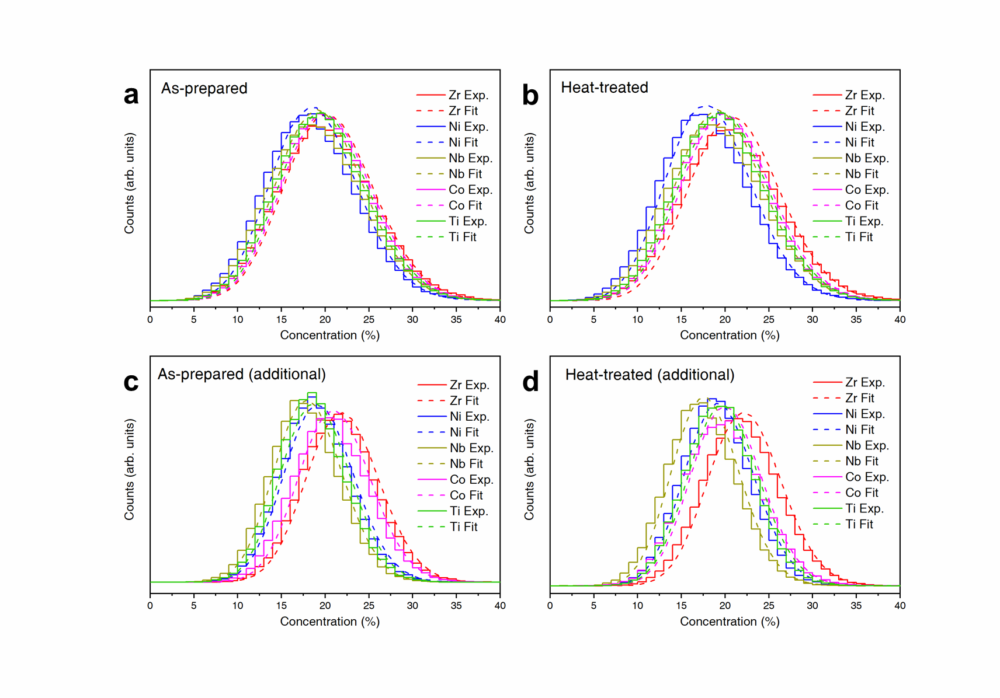 a
As-prepared
Zr Exp.
Zr Fit
Ni Exp.
Ni Fit
Nb Exp.
Nb Fit
Co Exp.
Co Fit
Ti Exp.
Ti Fit
Counts (arb. units)
0 5 10 15 20 25 30 35 40
Concentration (%)
b
Heat-treated
Zr Exp.
Zr Fit
Ni Exp.
Ni Fit
Nb Exp.
Nb Fit
Co Exp.
Co Fit
Ti Exp.
Ti Fit
Counts (arb. units)
0 5 10 15 20 25 30 35 40
Concentration (%)
c
As-prepared (additional)
Zr Exp.
Zr Fit
Ni Exp.
Ni Fit
Nb Exp.
Nb Fit
Co Exp.
Co Fit
Ti Exp.
Ti Fit
Counts (arb. units)
0 5 10 15 20 25 30 35 40
Concentration (%)
d
Heat-treated (additional)
Zr Exp.
Zr Fit
Ni Exp.
Ni Fit
Nb Exp.
Nb Fit
Co Exp.
Co Fit
Ti Exp.
Ti Fit
Counts (arb. units)
0 5 10 15 20 25 30 35 40
Concentration (%)